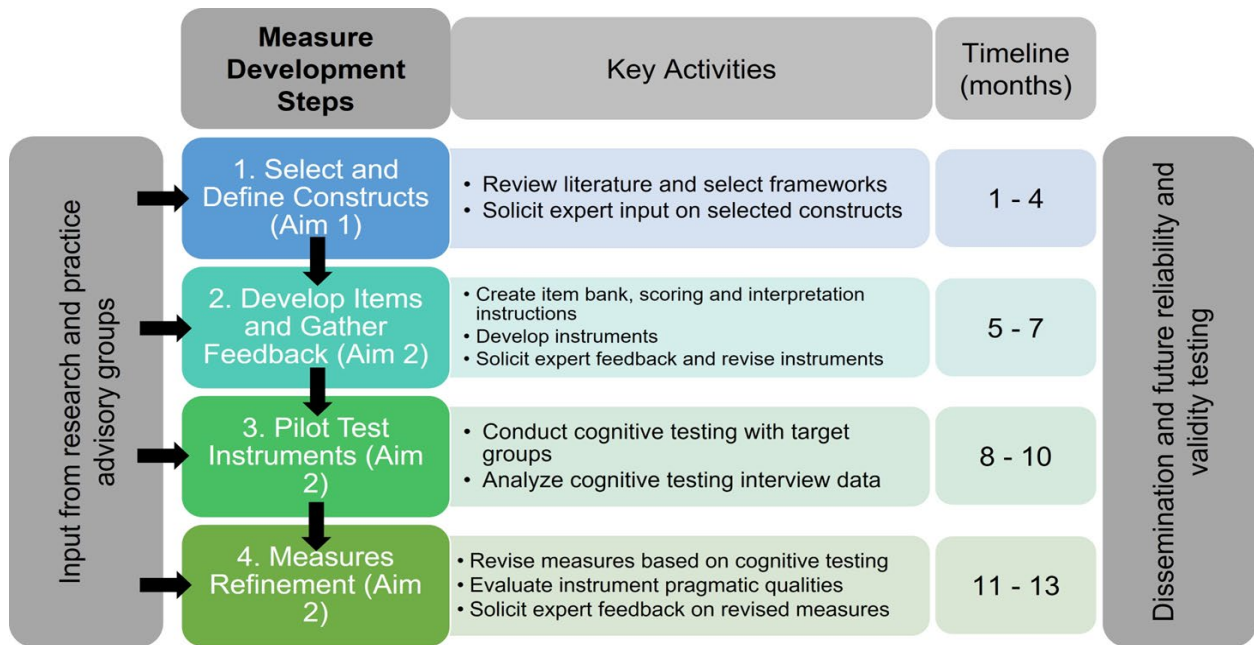 Measure
Development
Steps
Key Activities
Timeline
(months)
Input from research and practice
advisory groups
1. Select and
Define Constructs
(Aim 1)
• Review literature and select frameworks
• Solicit expert input on selected constructs
1 - 4
2. Develop Items
and Gather
Feedback (Aim 2)
• Create item bank, scoring and interpretation
instructions
• Develop instruments
• Solicit expert feedback and revise instruments
5 - 7
3. Pilot Test
Instruments (Aim
2)
• Conduct cognitive testing with target
groups
• Analyze cognitive testing interview data
8 - 10
4. Measures
Refinement (Aim
2)
• Revise measures based on cognitive testing
• Evaluate instrument pragmatic qualities
• Solicit expert feedback on revised measures
11 - 13
Dissemination and future reliability and
validity testing